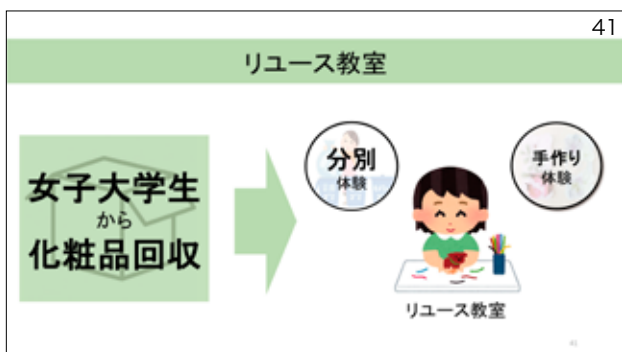 41
リユース教室
女子大学生
から
化粧品回収
分別
体験
手作り
体験
リユース教室
41